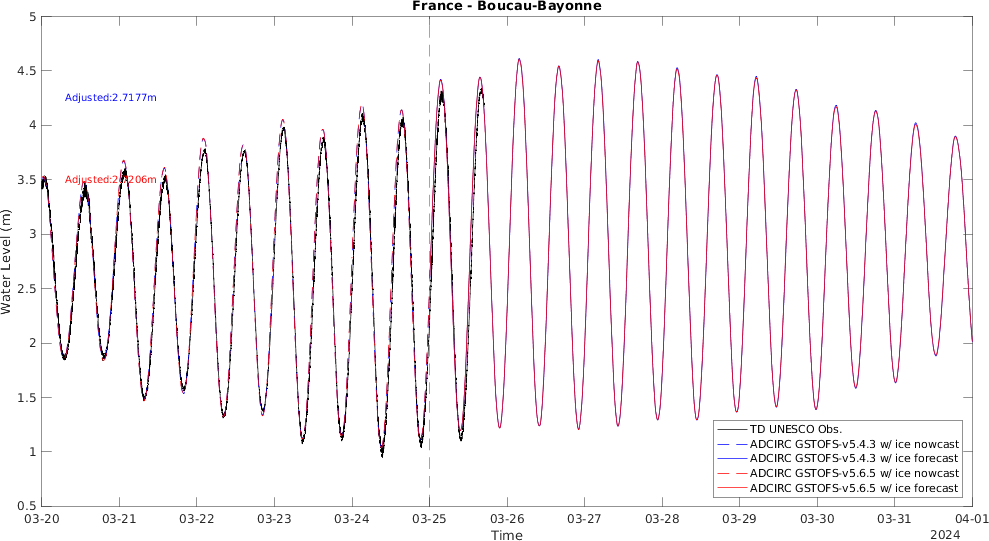 France - Boucau-Bayonne
5
4.5
4
3.5
3
2.5
2
1.5
1
0.5
Water Level (m)
Adjusted:2.7177m
TD UNESCO Obs.
ADCIRC GSTOFS-v5.4.3 w/ ice nowcast
ADCIRC GSTOFS-v5.4.3 w/ ice forecast
ADCIRC GSTOFS-v5.6.5 w/ ice nowcast
ADCIRC GSTOFS-v5.6.5 w/ ice forecast
03-20 03-21 03-22 03-23 03-24 03-25 03-26 03-27 03-28 03-29 03-30 03-31 04-01
Time
2024